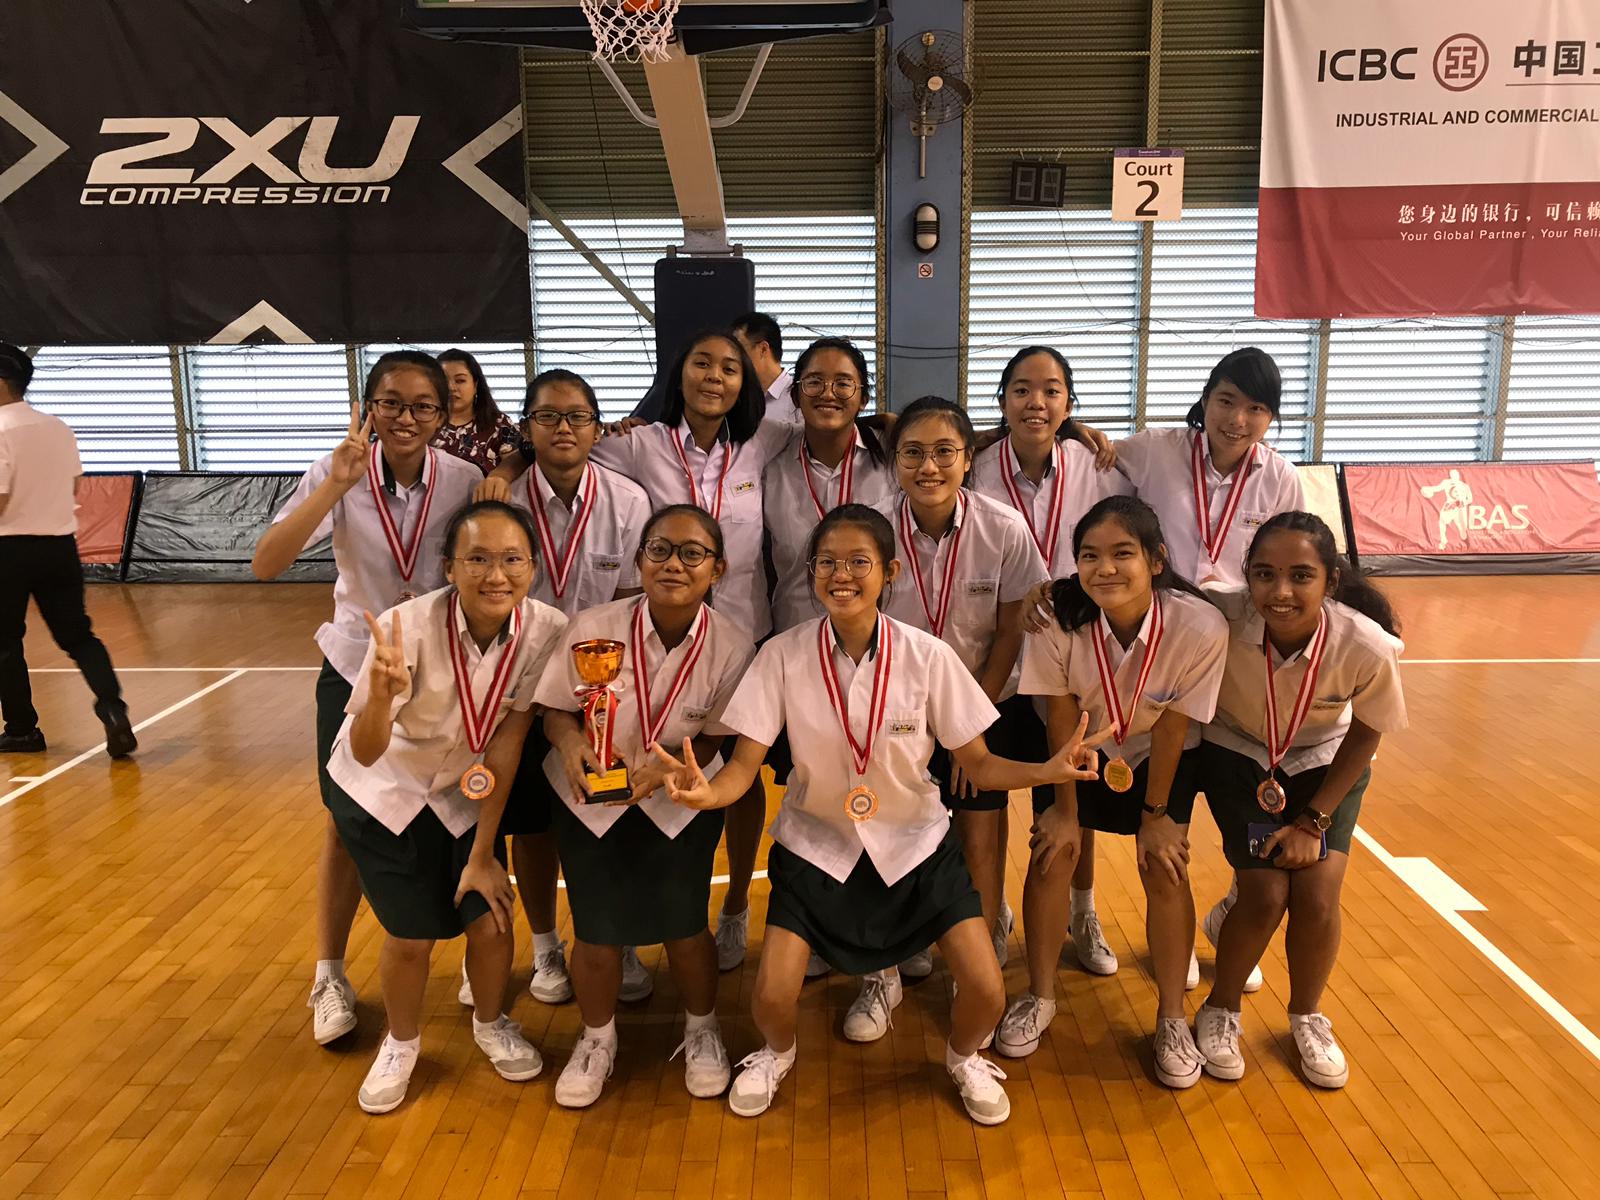 2XU
COMPRESSION
ICBC 中国
INDUSTRIAL AND COMMERCIAL
您身边的银行，可信赖
Your Global Partner , Your
Court
2
BAS